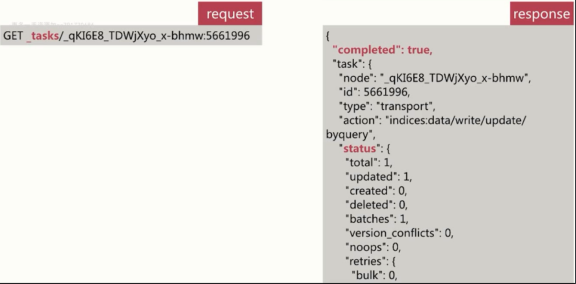 request
GET _tasks/_qKI6E8_TDWjXyo_x-bhmw:5661996
response
{
"completed": true,
"task": {
"node": "_qKI6E8_TDWjXyo_x-bhmw",
"id": 5661996,
"type": "transport",
"action": "indices:data/write/update/
byquery",
"status": {
"total": 1,
"updated": 1,
"created": 0,
"deleted": 0,
"batches": 1,
"version_conflicts": 0,
"noops": 0,
"retries": {
"bulk": 0,